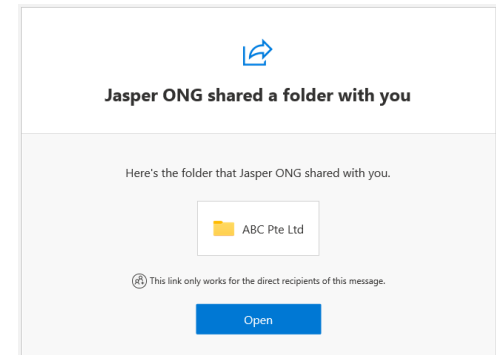 Jasper ONG shared a folder with you
Here's the folder that Jasper ONG shared with you.
ABC Pte Ltd
This link only works for the direct recipients of this message.
Open